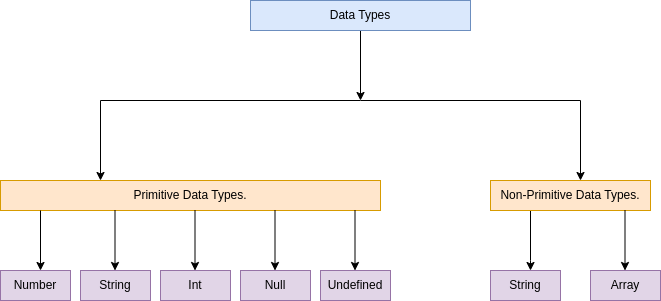 Data Types
Primitive Data Types.
Non-Primitive Data Types.
Number
String
Int
Null
Undefined
String
Array